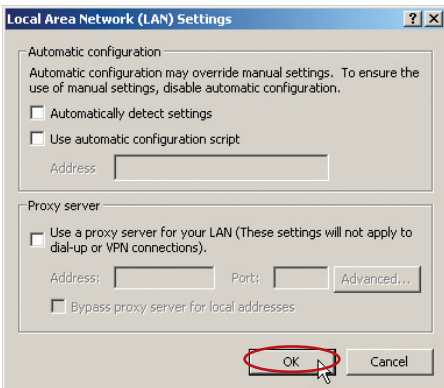 Local Area Network (LAN) Settings
Automatic configuration
Automatic configuration may override manual settings. To ensure the
use of manual settings, disable automatic configuration.
Automatically detect settings
Use automatic configuration script
Address
Proxy server
Use a proxy server for your LAN (These settings will not apply to
dial-up or VPN connections).
Address: Port: Advanced...
Bypass proxy server for local addresses
OK Cancel